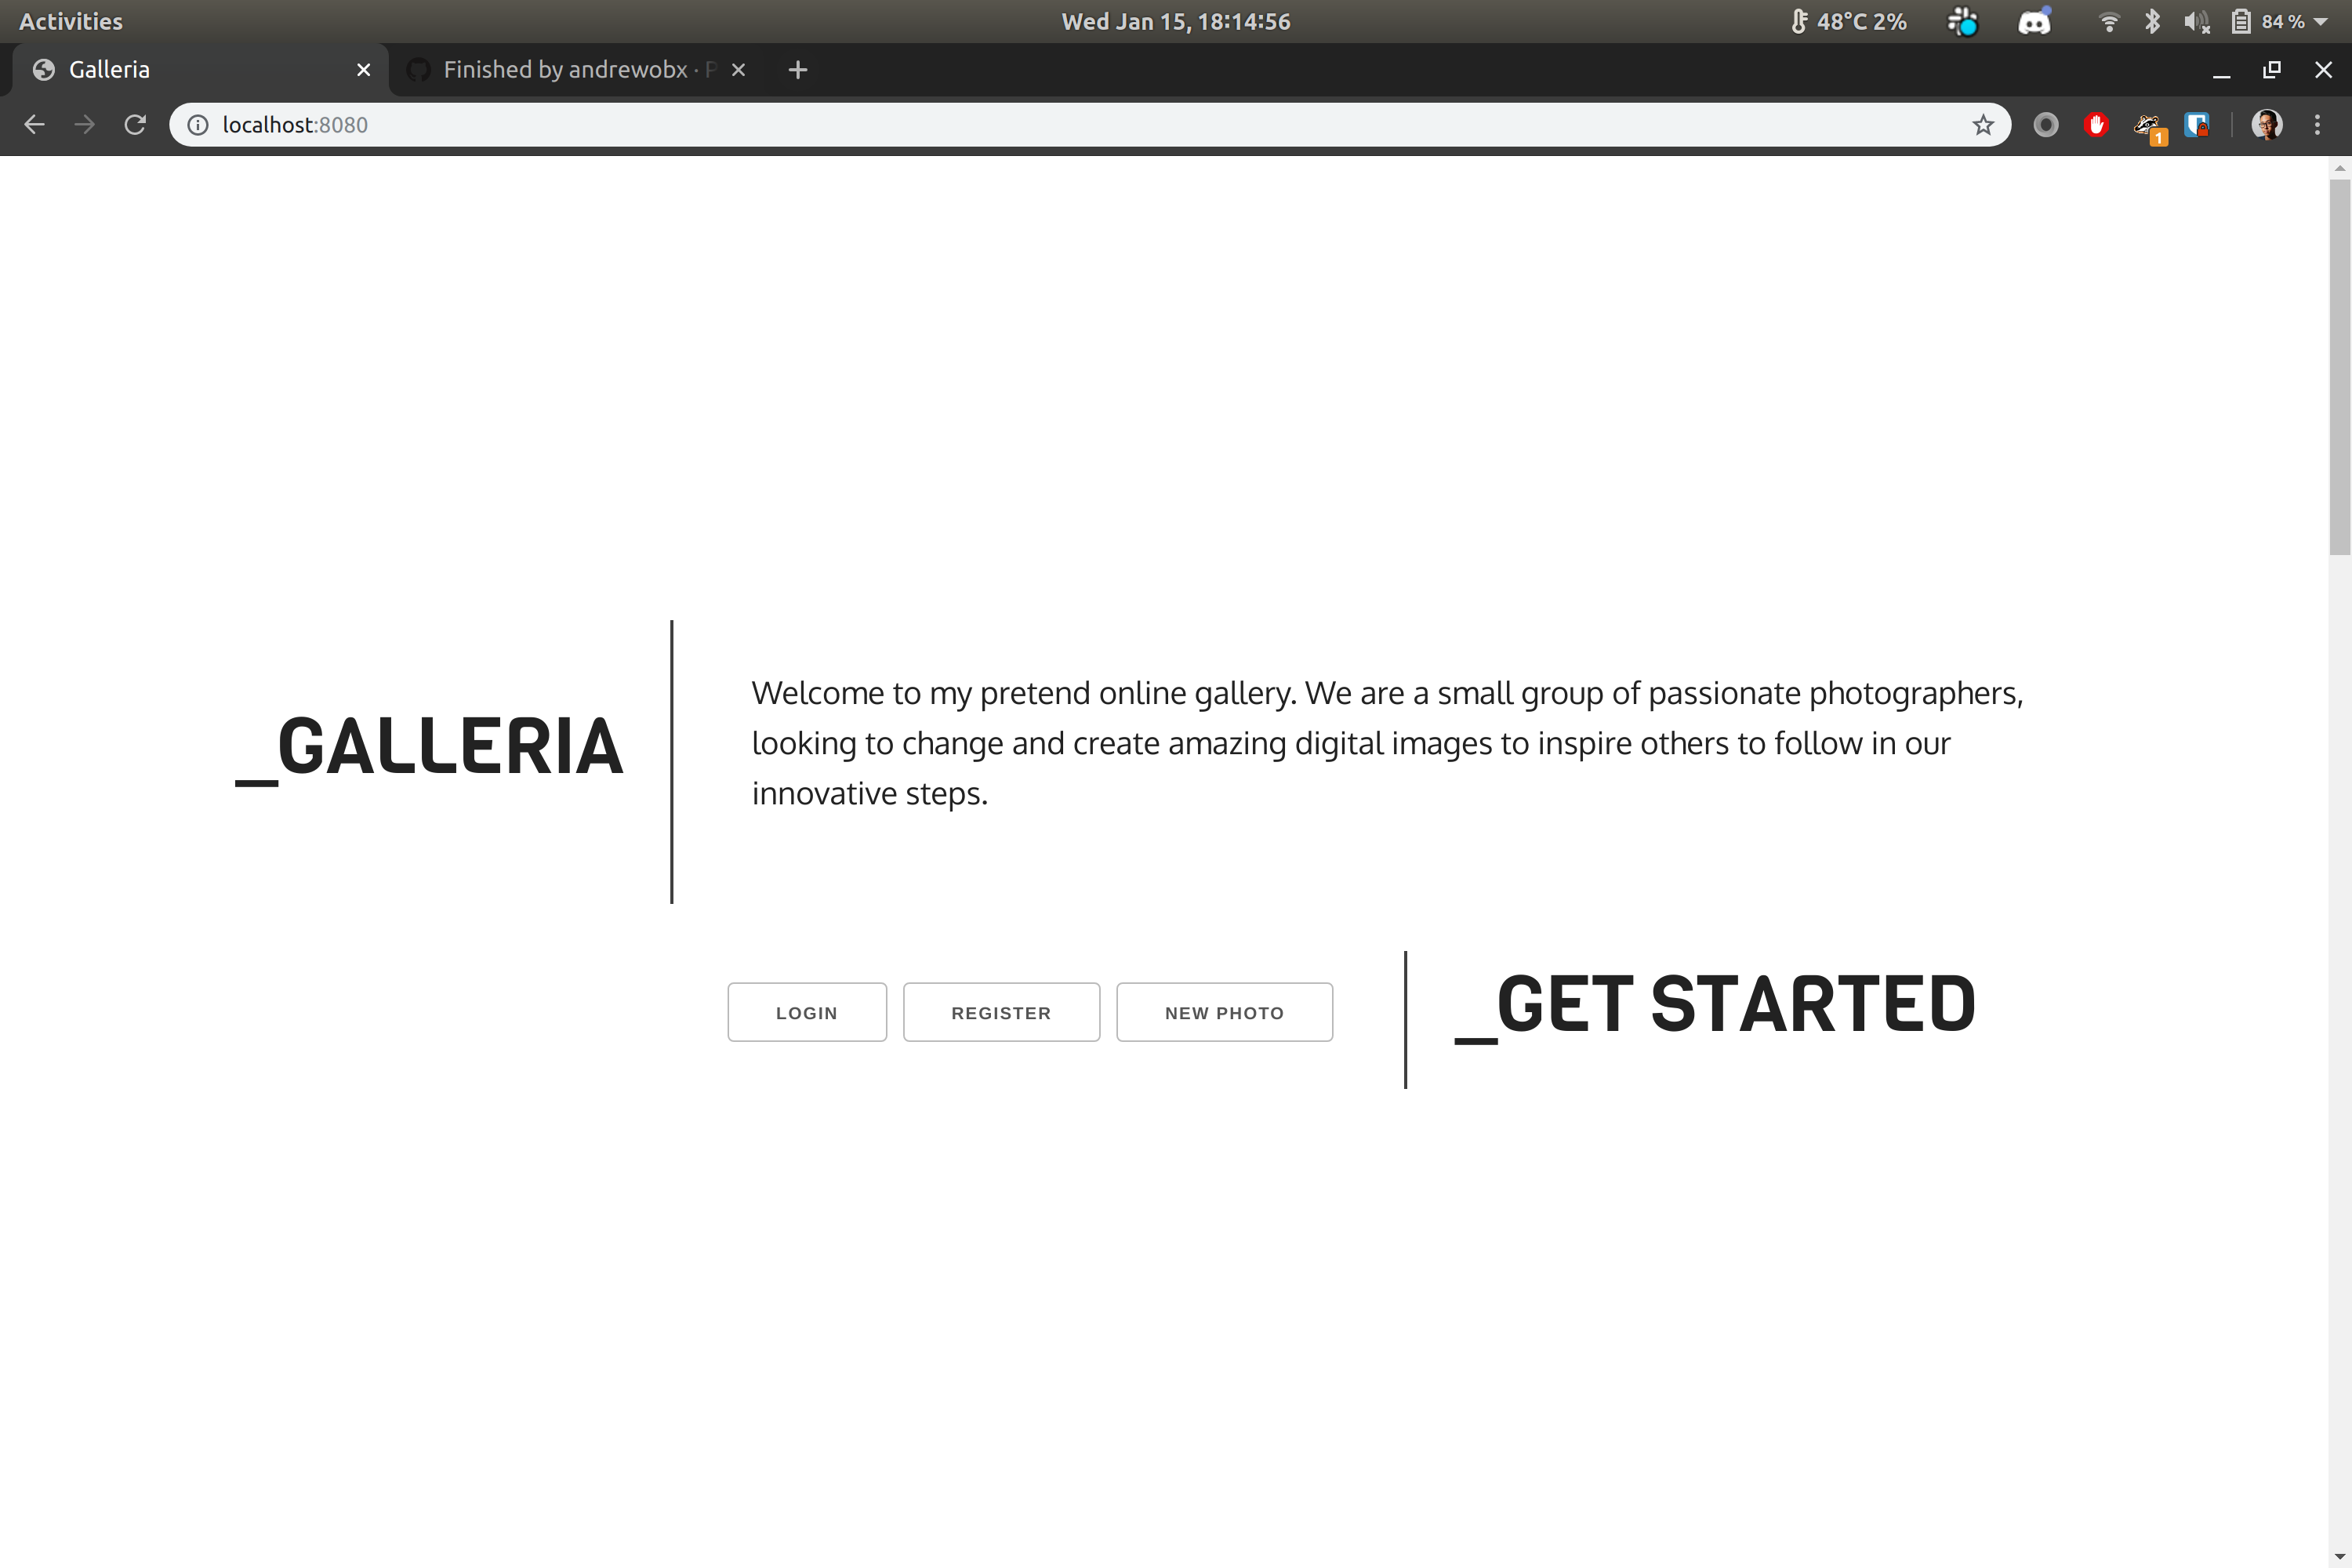 Activities
Wed Jan 15, 18:14:56
48°C 2%
84 %
Galleria
Finished by andrewobx · P
localhost:8080
1
_GALLERIA
Welcome to my pretend online gallery. We are a small group of passionate photographers,
looking to change and create amazing digital images to inspire others to follow in our
innovative steps.
LOGIN
REGISTER
NEW PHOTO
_GET STARTED